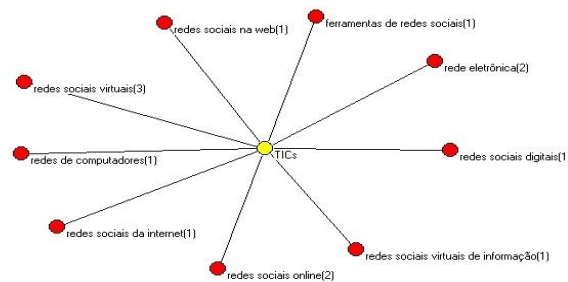 ferramentas de redes sociais(1)
redes sociais na web(1)
rede eletrônica(2)
redes sociais virtuais(3)
TICs
redes sociais digitais(1
redes de computadores(1)
redes sociais da internet(1)
redes sociais virtuais de informação(1)
redes sociais online(2)